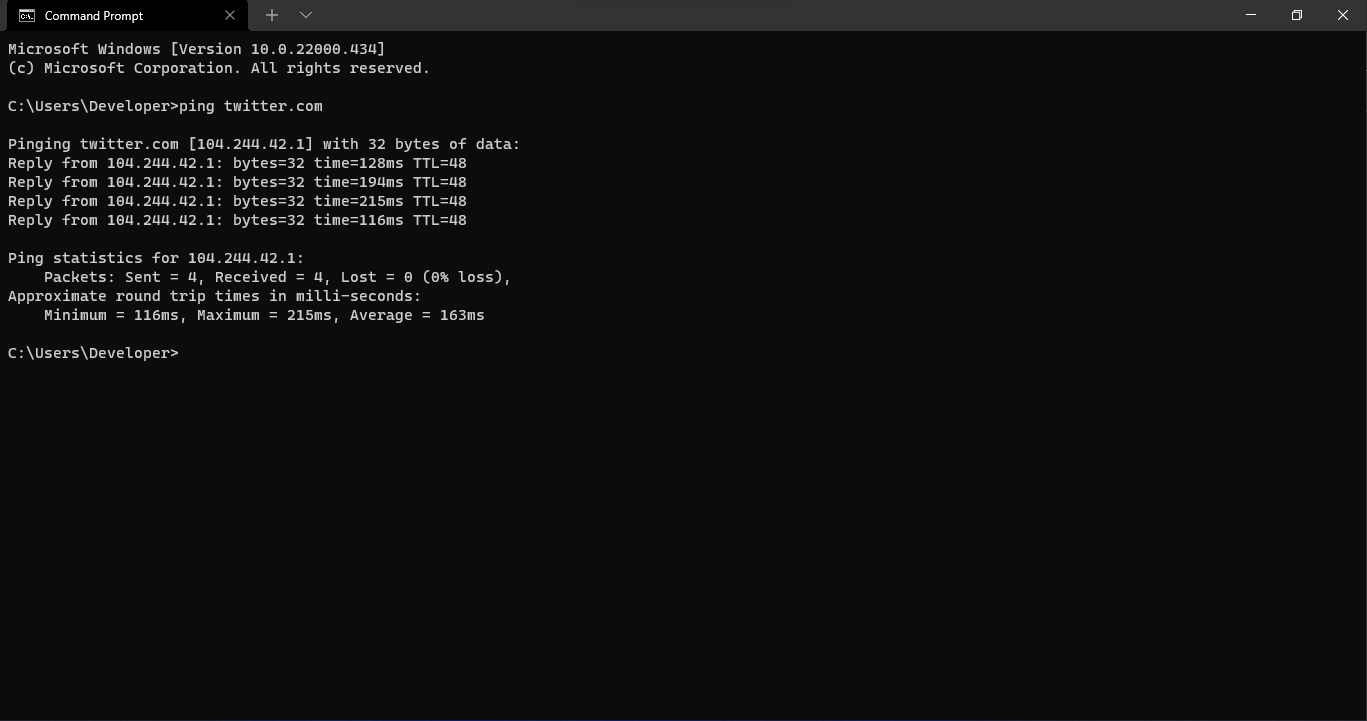 Command Prompt
Microsoft Windows [Version 10.0.22000.434]
(c) Microsoft Corporation. All rights reserved.
C:\Users\Developer>ping twitter.com
Pinging twitter.com [104.244.42.1] with 32 bytes of data:
Reply from 104.244.42.1: bytes=32 time=128ms TTL=48
Reply from 104.244.42.1: bytes=32 time=194ms TTL=48
Reply from 104.244.42.1: bytes=32 time=215ms TTL=48
Reply from 104.244.42.1: bytes=32 time=116ms TTL=48
Ping statistics for 104.244.42.1:
    Packets: Sent = 4, Received = 4, Lost = 0 (0% loss),
Approximate round trip times in milli-seconds:
    Minimum = 116ms, Maximum = 215ms, Average = 163ms
C:\Users\Developer>